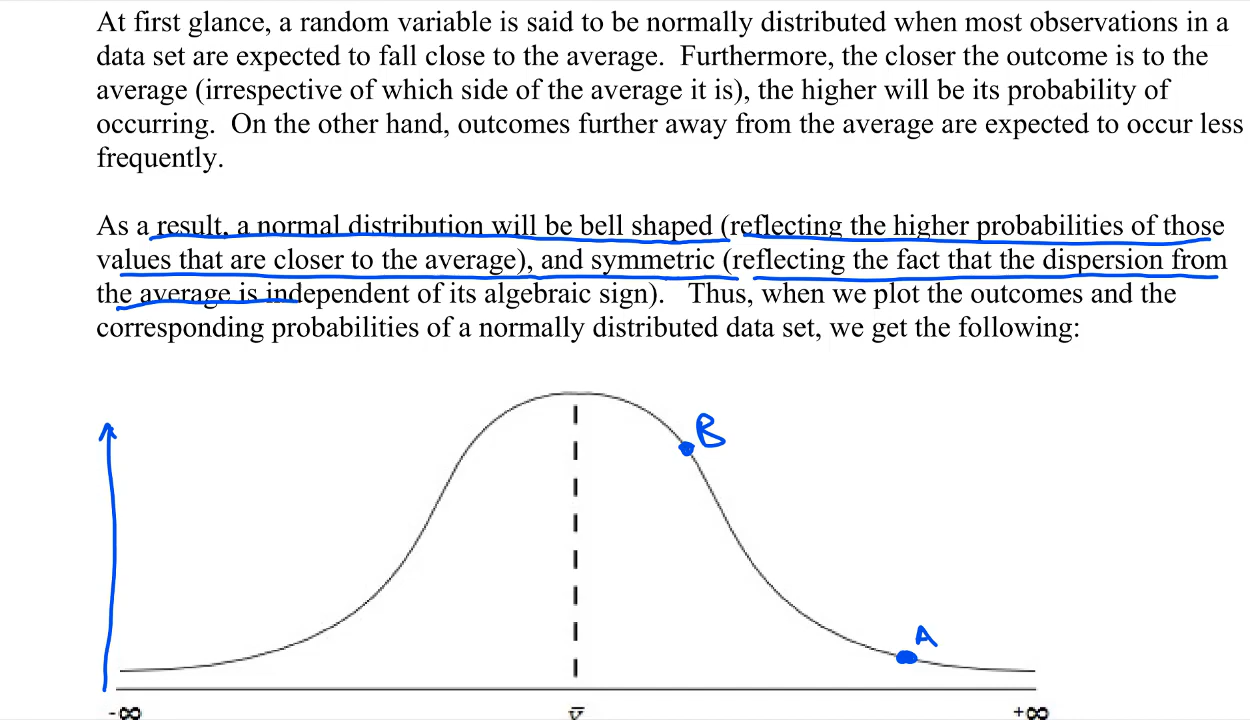 At first glance, a random variable is said to be normally distributed when most observations in a
data set are expected to fall close to the average.  Furthermore, the closer the outcome is to the
average (irrespective of which side of the average it is), the higher will be its probability of
occurring.  On the other hand, outcomes further away from the average are expected to occur less
frequently.
As a result, a normal distribution will be bell shaped (reflecting the higher probabilities of those
values that are closer to the average), and symmetric (reflecting the fact that the dispersion from
the average is independent of its algebraic sign).   Thus, when we plot the outcomes and the
corresponding probabilities of a normally distributed data set, we get the following:
B
A
-∞
+∞